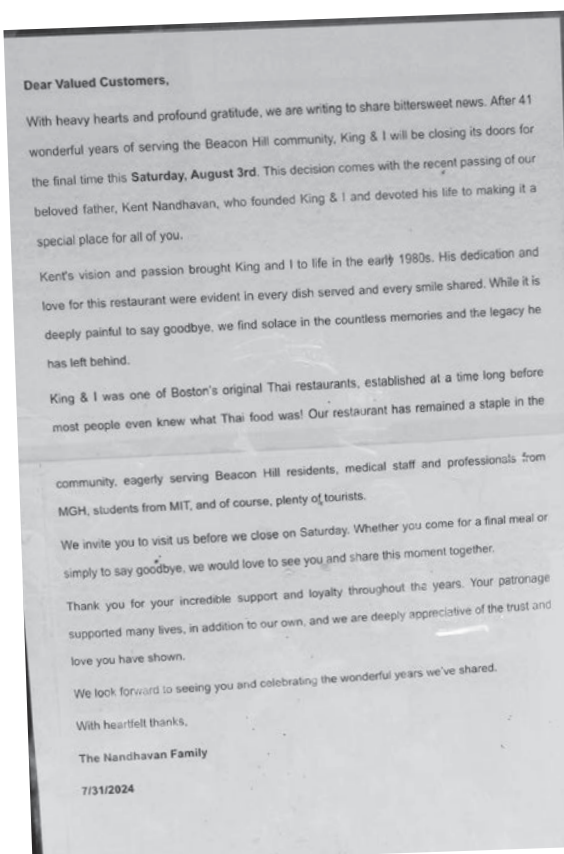 Dear Valued Customers,
With heavy hearts and profound gratitude, we are writing to share bittersweet news. After 41
wonderful years of serving the Beacon Hill community, King & I will be closing its doors for
the final time this Saturday, August 3rd. This decision comes with the recent passing of our
beloved father, Kent Nandhavan, who founded King & I and devoted his life to making it a
special place for all of you.
Kent's vision and passion brought King and I to life in the early 1980s. His dedication and
love for this restaurant were evident in every dish served and every smile shared. While it is
deeply painful to say goodbye, we find solace in the countless memories and the legacy he
has left behind.
King & I was one of Boston's original Thai restaurants, established at a time long before
most people even knew what Thai food was! Our restaurant has remained a staple in the
community, eagerly serving Beacon Hill residents, medical staff and professionals from
MGH, students from MIT, and of course, plenty of tourists.
We invite you to visit us before we close on Saturday. Whether you come for a final meal or
simply to say goodbye, we would love to see you and share this moment together.
Thank you for your incredible support and loyalty throughout the years. Your patronage
supported many lives, in addition to our own, and we are deeply appreciative of the trust and
love you have shown.
We look forward to seeing you and celebrating the wonderful years we've shared.
With heartfelt thanks,
The Nandhavan Family
7/31/2024